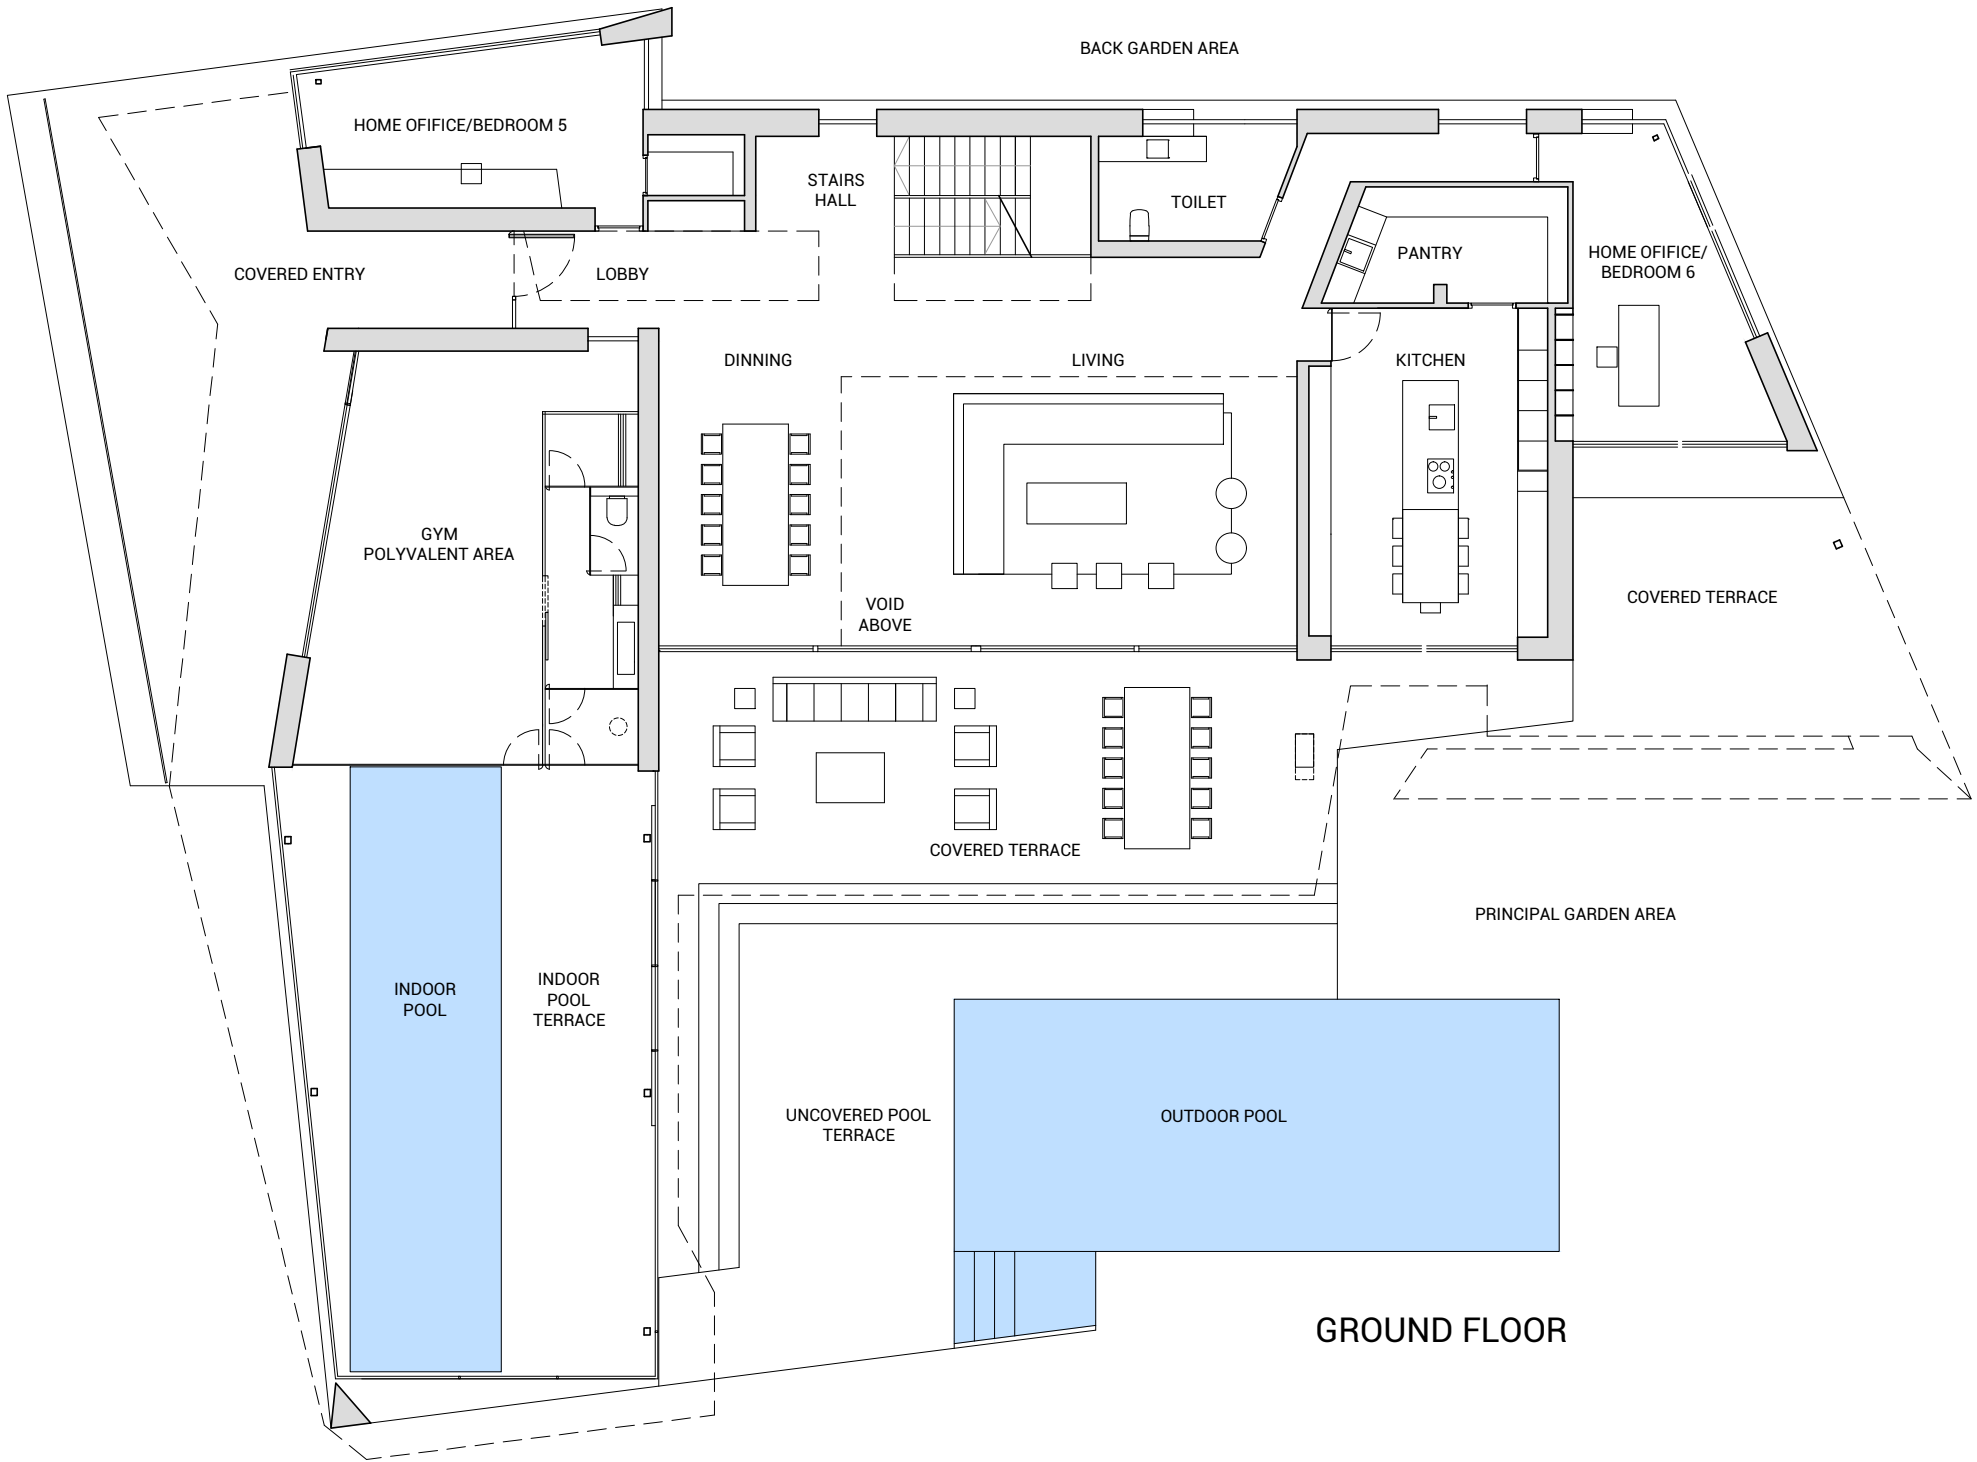 BACK GARDEN AREA
HOME OFIFICE/BEDROOM 5
STAIRS
HALL
TOILET
PANTRY
HOME OFIFICE/
BEDROOM 6
COVERED ENTRY
LOBBY
DINNING
LIVING
KITCHEN
GYM
POLYVALENT AREA
VOID
ABOVE
COVERED TERRACE
COVERED TERRACE
PRINCIPAL GARDEN AREA
INDOOR
POOL
INDOOR
POOL
TERRACE
UNCOVERED POOL
TERRACE
OUTDOOR POOL
GROUND FLOOR